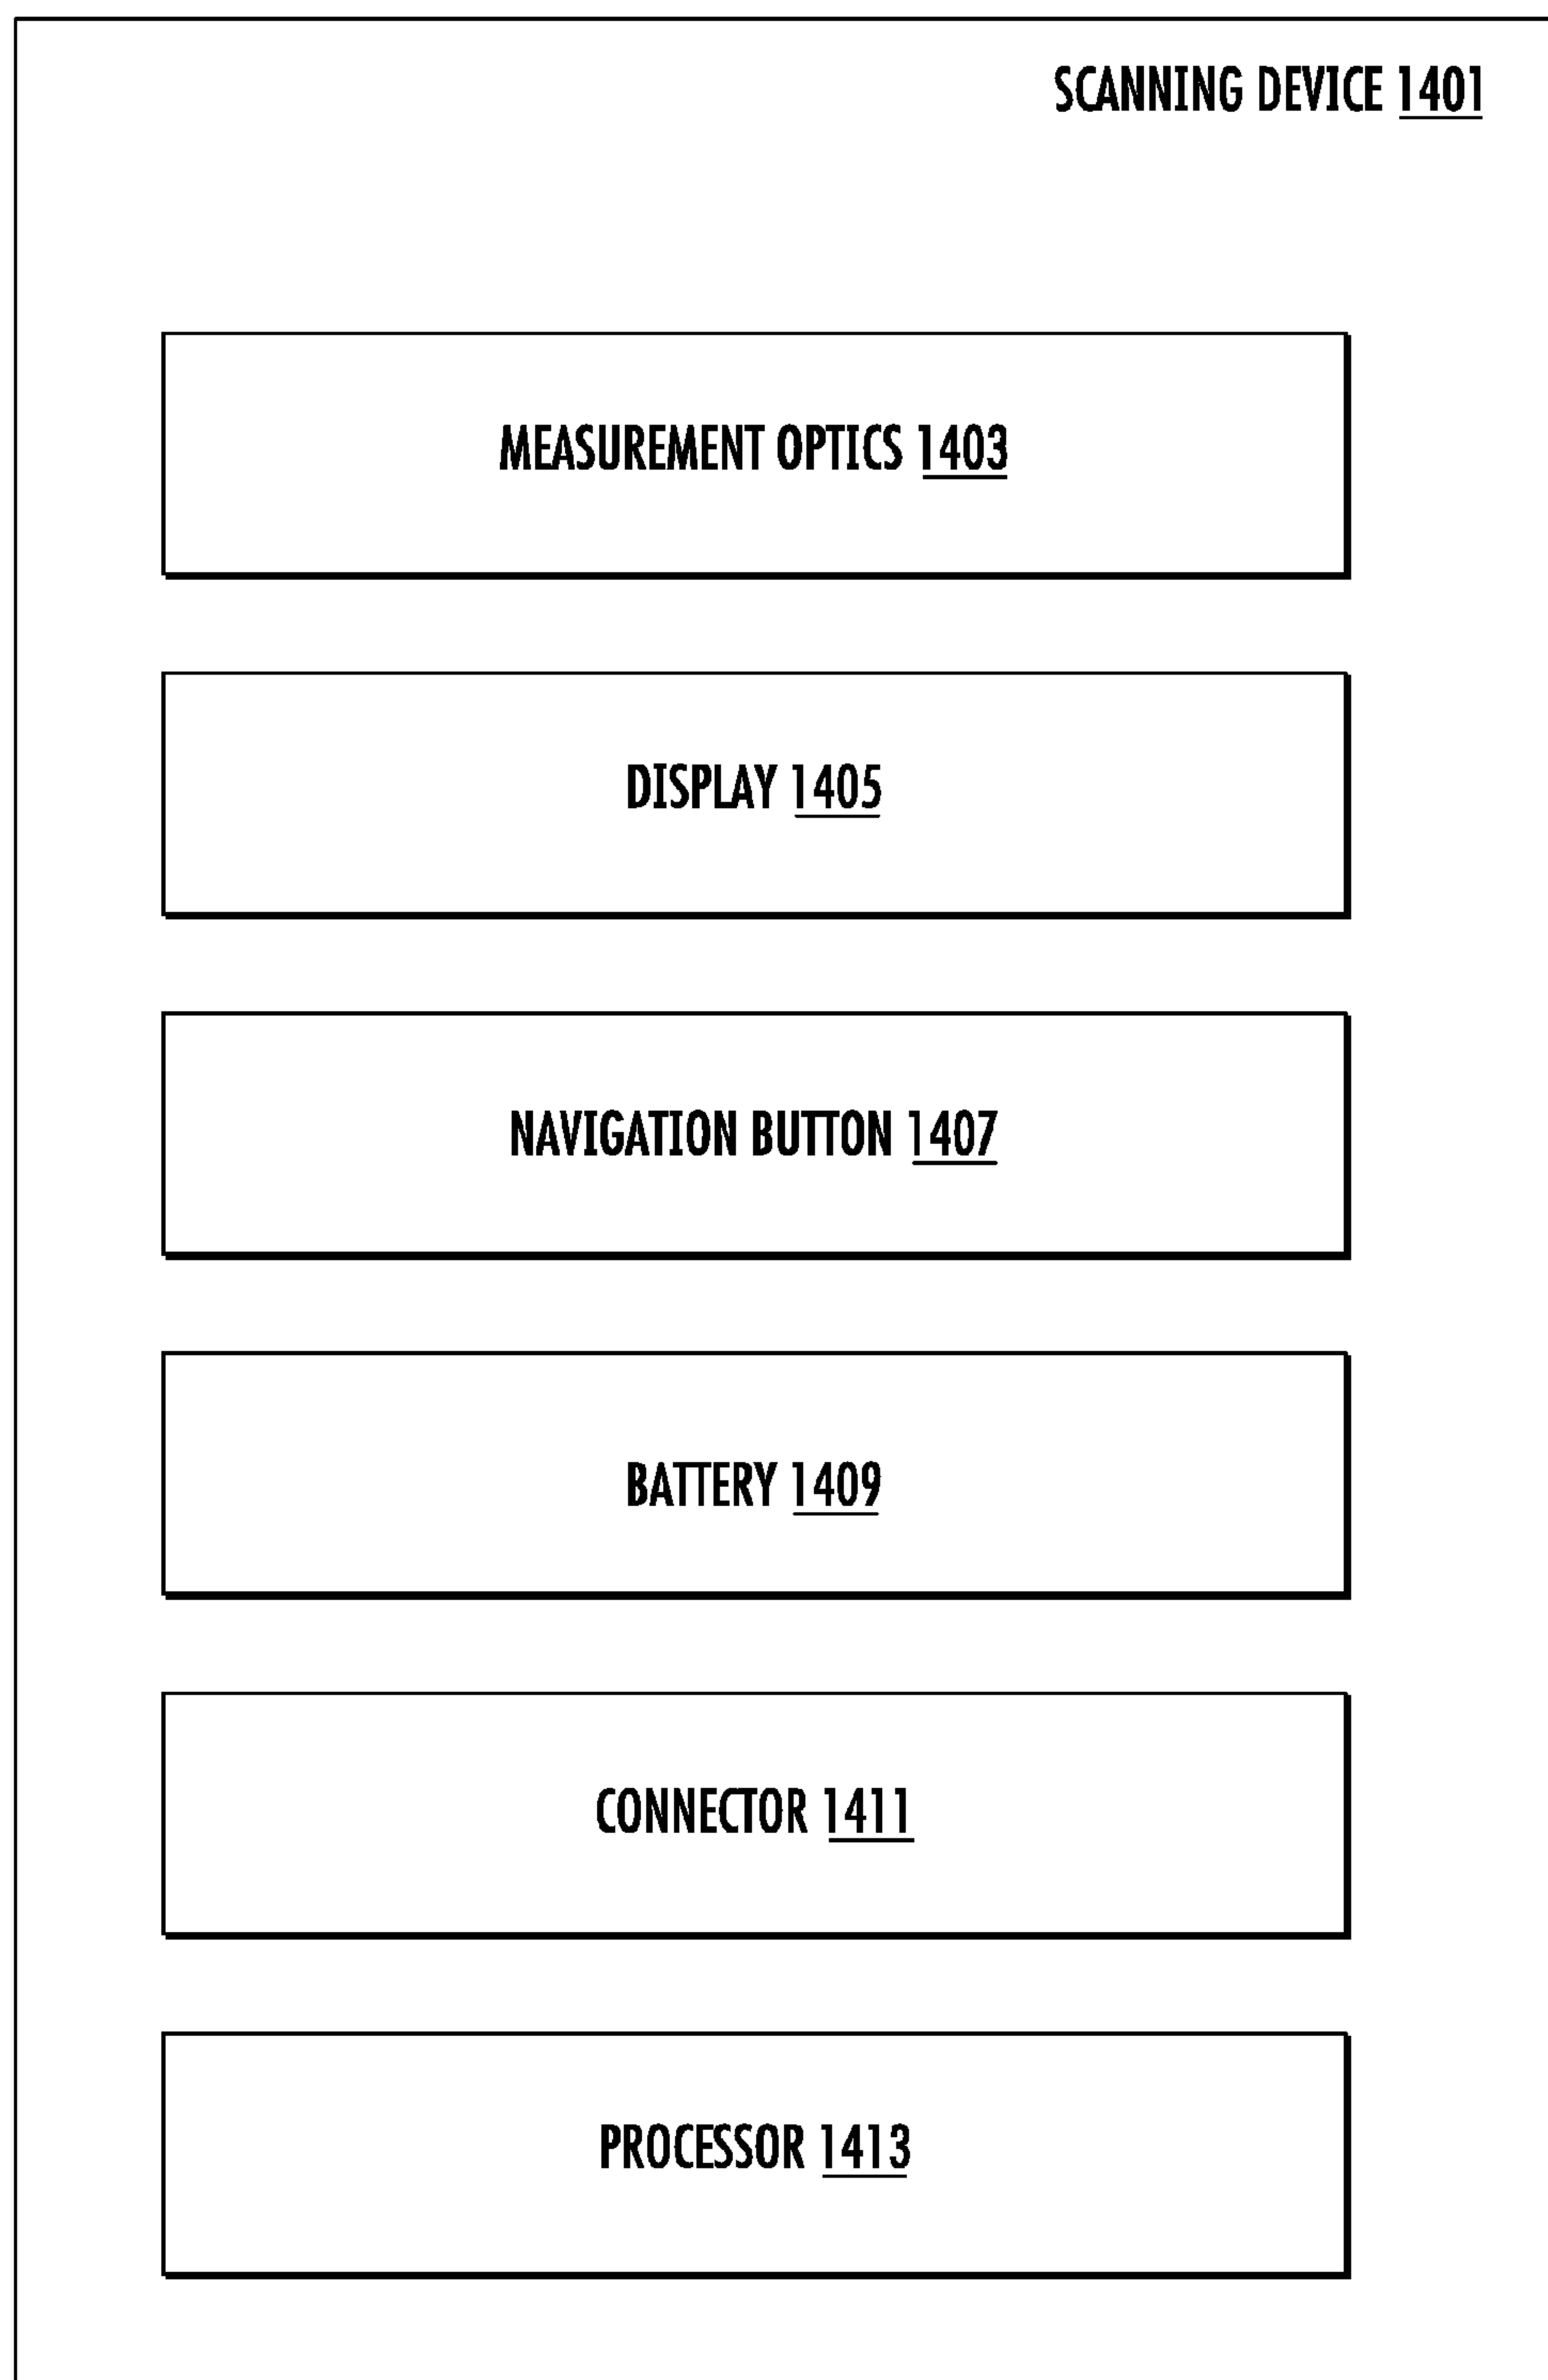 SCANNING DEVICE 1401
MEASUREMENT OPTICS 1403
DISPLAY 1405
NAVIGATION BUTTON 1407
BATTERY 1409
CONNECTOR 1411
PROCESSOR 1413